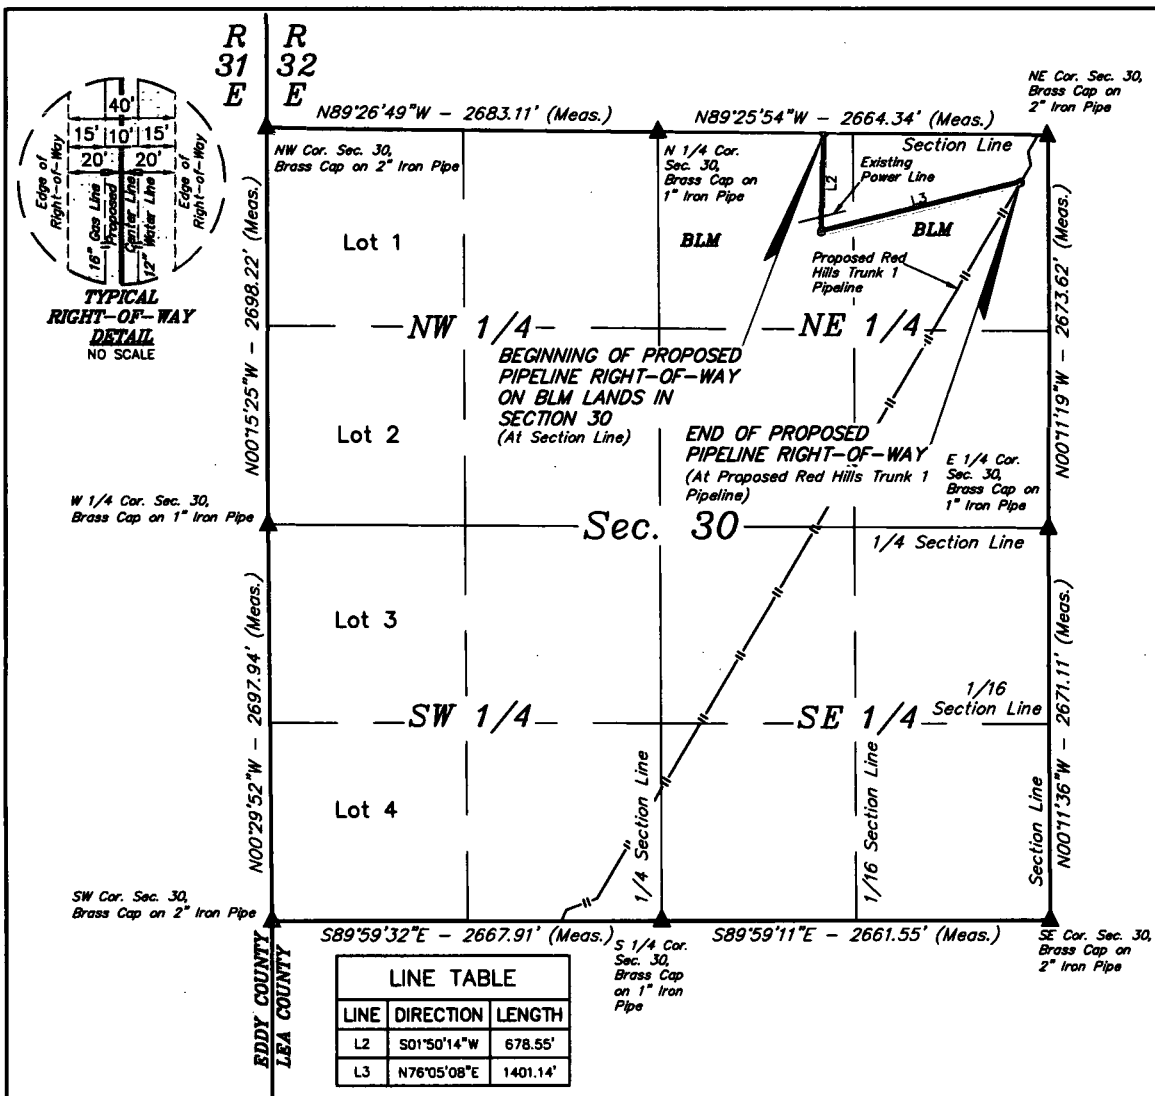 R R
31 32
E E
N89°26'49"W - 2683.11' (Meas.)
N89°25'54"W - 2664.34' (Meas.)
NE Cor. Sec. 30,
Brass Cap on
2" Iron Pipe
Section Line
NW Cor. Sec. 30,
Brass Cap on 2" Iron Pipe
N 1/4 Cor.
Sec. 30,
Brass Cap on
1" Iron Pipe
L2
Existing
Power Line
L3
BLM
BLM
40'
15' 10' 15'
20' 20'
Edge of
Right-of-Way
16" Gas Line
Proposed
Center Line
12" Water Line
Edge of
Right-of-Way
TYPICAL
RIGHT-OF-WAY
DETAIL
NO SCALE
Lot 1
Proposed Red
Hills Trunk 1
Pipeline
N00°15'25"W - 2698.22' (Meas.)
N00°11'19"W - 2673.62' (Meas.)
NW 1/4
NE 1/4
BEGINNING OF PROPOSED
PIPELINE RIGHT-OF-WAY
ON BLM LANDS IN
SECTION 30
(At Section Line)
Lot 2
END OF PROPOSED
PIPELINE RIGHT-OF-WAY
(At Proposed Red Hills Trunk 1
Pipeline)
E 1/4 Cor.
Sec. 30,
Brass Cap on
1" Iron Pipe
W 1/4 Cor. Sec. 30,
Brass Cap on 1" Iron Pipe
Sec. 30
1/4 Section Line
Lot 3
N00°29'52"W - 2697.94' (Meas.)
N00°11'36"W - 2671.11' (Meas.)
1/16
Section Line
SW 1/4
SE 1/4
Lot 4
1/4 Section Line
1/16 Section Line
Section Line
SW Cor. Sec. 30,
Brass Cap on 2" Iron Pipe
S89°59'32"E - 2667.91' (Meas.)
S 1/4 Cor.
Sec. 30,
Brass Cap
on 1" Iron
Pipe
S89°59'11"E - 2661.55' (Meas.)
SE Cor. Sec. 30,
Brass Cap on
2" Iron Pipe
EDDY COUNTY
LEA COUNTY
LINE TABLE
LINE DIRECTION LENGTH
L2 S01°50'14"W 678.55'
L3 N76°05'08"E 1401.14'